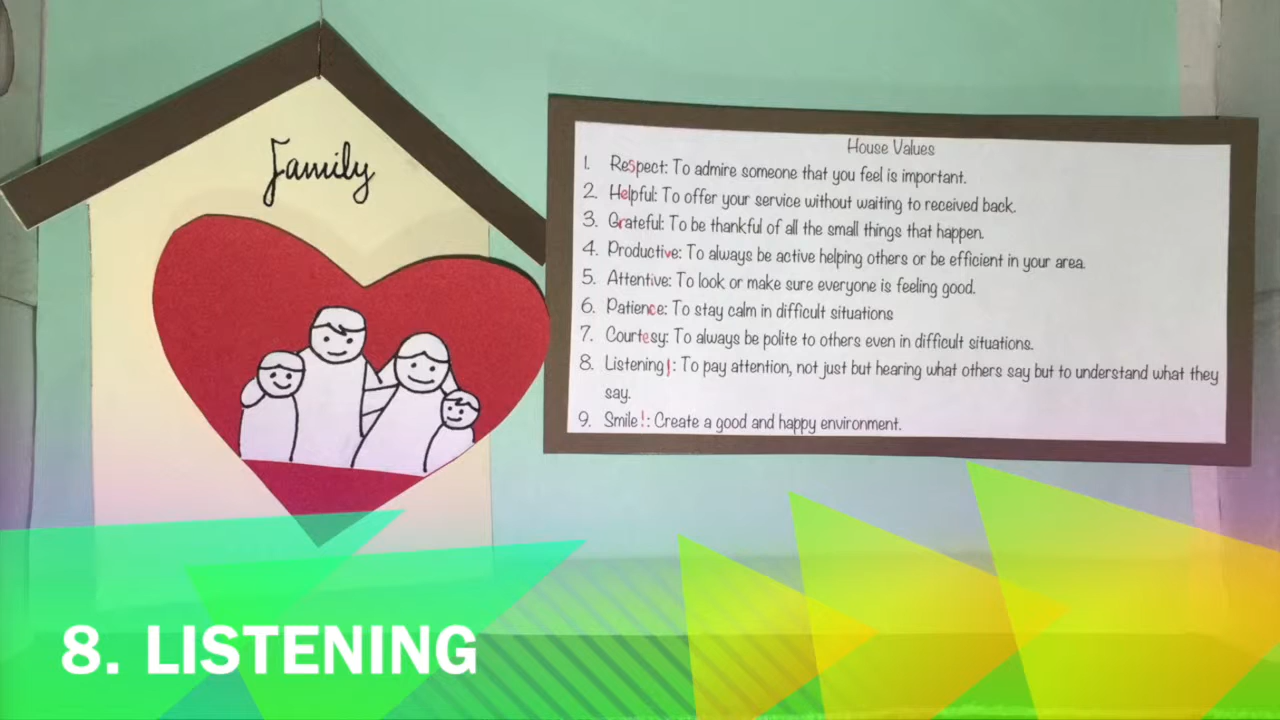 Family
House Values
1. Respect: To admire someone that you feel is important.
2. Helpful: To offer your service without waiting to received back.
3. Grateful: To be thankful of all the small things that happen.
4. Productive: To always be active helping others or be efficient in your area.
5. Attentive: To look or make sure everyone is feeling good.
6. Patience: To stay calm in difficult situations
7. Courtesy: To always be polite to others even in difficult situations.
8. Listening!: To pay attention, not just but hearing what others say but to understand what they
say.
9. Smile!: Create a good and happy environment.
8. LISTENING